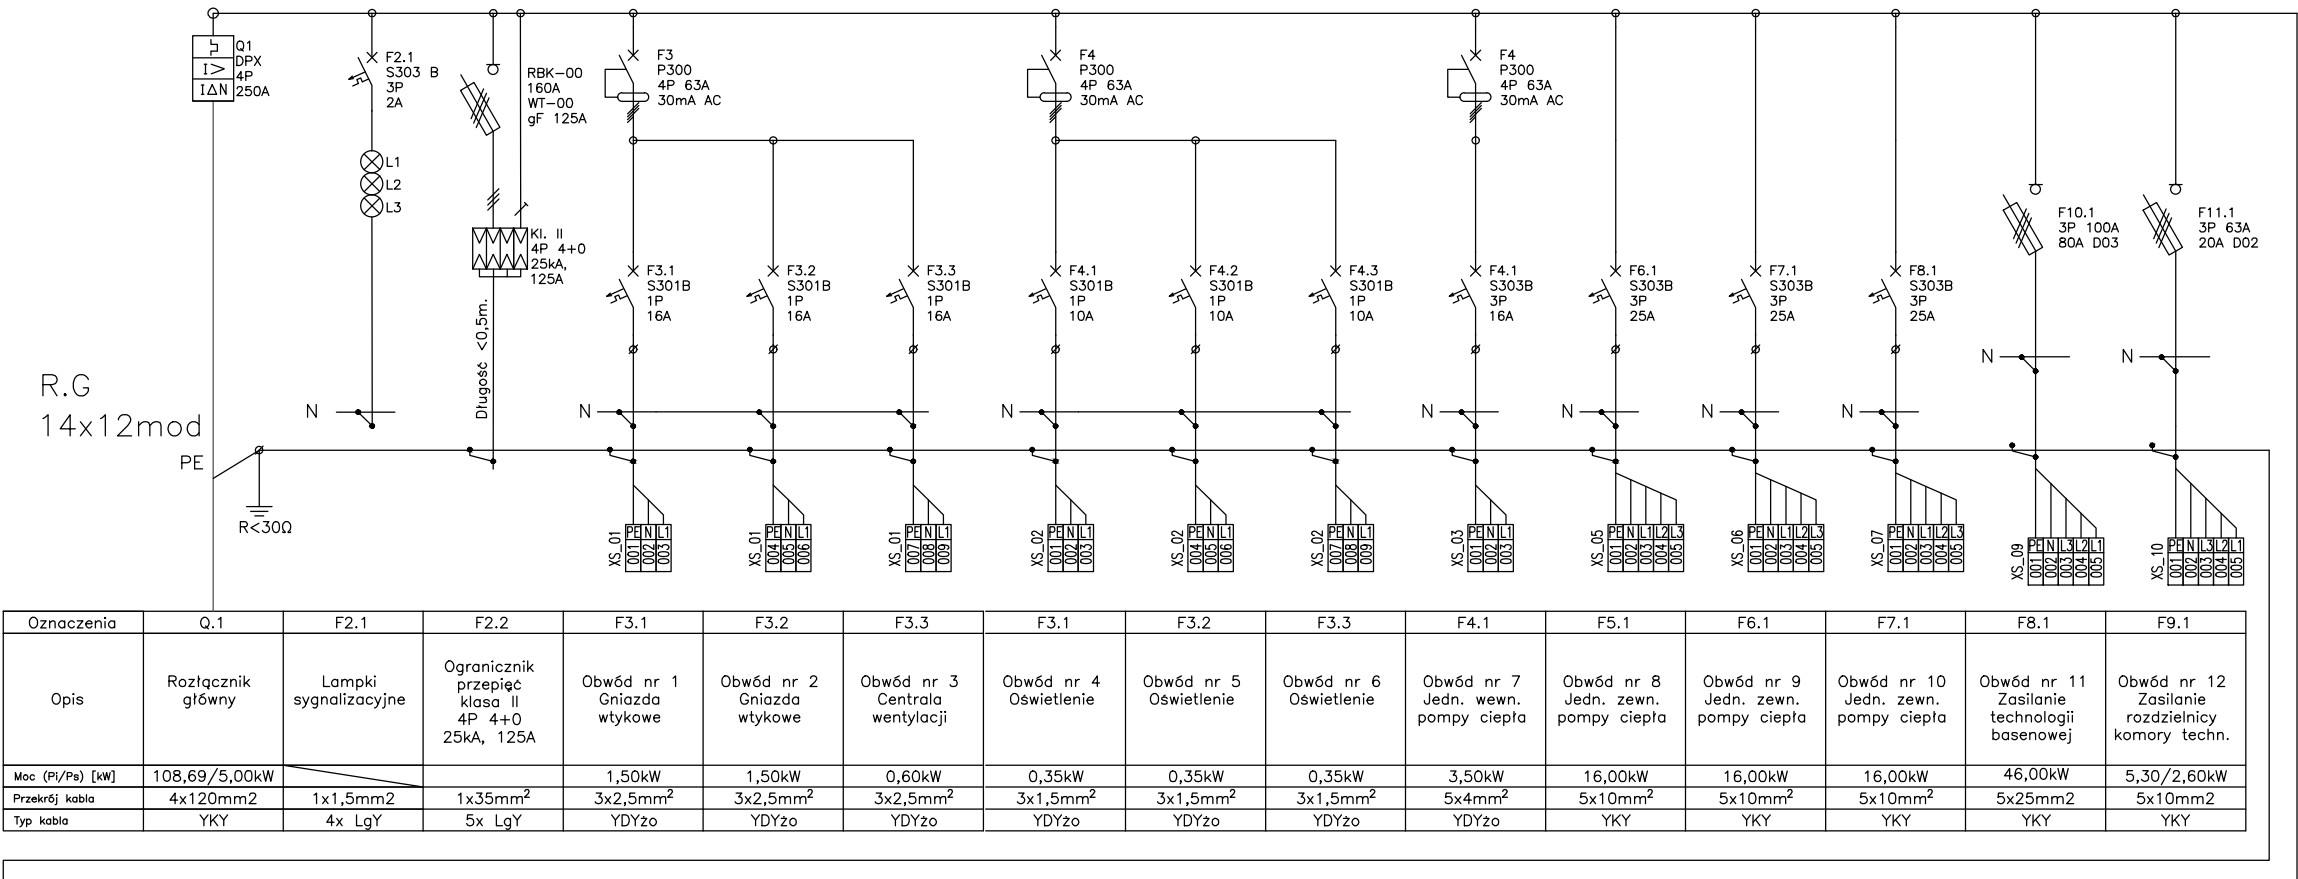 Q1
DPX
4P
250A
I>
I∆N
F2.1
S303 B
3P
2A
L1
L2
L3
RBK-00
160A
WT-00
gF 125A
Kl. II
4P 4+0
25kA,
125A
Długość <0,5m.
F3
P300
4P 63A
30mA AC
F4
P300
4P 63A
30mA AC
F4
P300
4P 63A
30mA AC
F3.1
S301B
1P
16A
F3.2
S301B
1P
16A
F3.3
S301B
1P
16A
F4.1
S301B
1P
10A
F4.2
S301B
1P
10A
F4.3
S301B
1P
10A
F4.1
S303B
3P
16A
F6.1
S303B
3P
25A
F7.1
S303B
3P
25A
F8.1
S303B
3P
25A
F10.1
3P 100A
80A D03
F11.1
3P 63A
20A D02
R.G
14x12mod
PE
R<30Ω
N
N
N
N
N
N
N
N
N
XS_01 PE N L1
001 002 003
XS_01 PE N L1
004 005 006
XS_01 PE N L1
007 008 009
XS_02 PE N L1
001 002 003
XS_02 PE N L1
004 005 006
XS_02 PE N L1
007 008 009
XS_03 PE N L1
001 002 003
XS_05 PE N L1 L2 L3
001 002 003 004 005
XS_06 PE N L1 L2 L3
001 002 003 004 005
XS_07 PE N L1 L2 L3
001 002 003 004 005
XS_09 PE N L3 L2 L1
001 002 003 004 005
XS_10 PE N L3 L2 L1
001 002 003 004 005
Oznaczenia Q.1 F2.1 F2.2 F3.1 F3.2 F3.3 F3.1 F3.2 F3.3 F4.1 F5.1 F6.1 F7.1 F8.1 F9.1
Opis
Rozłącznik
główny
Lampki
sygnalizacyjne
Ogranicznik
przepięć
klasa II
4P 4+0
25kA, 125A
Obwód nr 1
Gniazda
wtykowe
Obwód nr 2
Gniazda
wtykowe
Obwód nr 3
Centrala
wentylacji
Obwód nr 4
Oświetlenie
Obwód nr 5
Oświetlenie
Obwód nr 6
Oświetlenie
Obwód nr 7
Jedn. wewn.
pompy ciepła
Obwód nr 8
Jedn. zewn.
pompy ciepła
Obwód nr 9
Jedn. zewn.
pompy ciepła
Obwód nr 10
Jedn. zewn.
pompy ciepła
Obwód nr 11
Zasilanie
technologii
basenowej
Obwód nr 12
Zasilanie
rozdzielnicy
komory techn.
Moc (Pi/Ps) [kW] 108,69/5,00kW 1,50kW 1,50kW 0,60kW 0,35kW 0,35kW 0,35kW 3,50kW 16,00kW 16,00kW 16,00kW 46,00kW 5,30/2,60kW
Przekrój kabla 4x120mm2 1x1,5mm2 1x35mm² 3x2,5mm² 3x2,5mm² 3x2,5mm² 3x1,5mm² 3x1,5mm² 3x1,5mm² 5x4mm² 5x10mm² 5x10mm² 5x10mm² 5x25mm2 5x10mm2
Typ kabla YKY 4x LgY 5x LgY YDYżo YDYżo YDYżo YDYżo YDYżo YDYżo YDYżo YKY YKY YKY YKY YKY